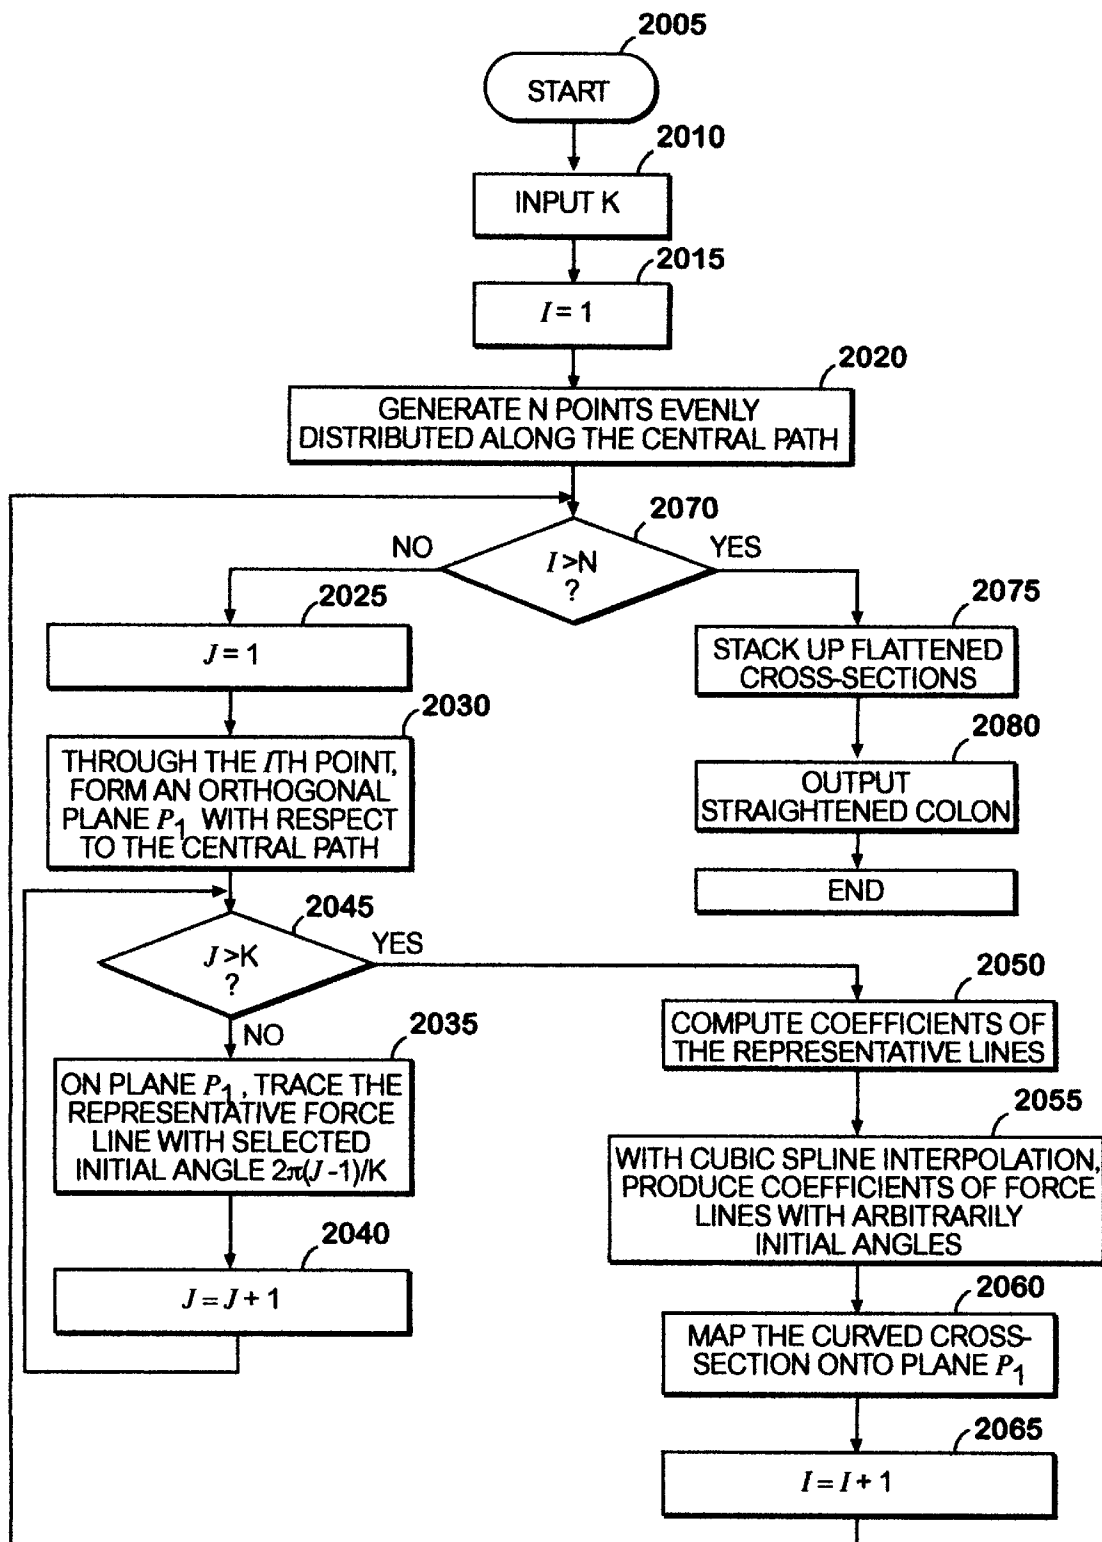 2005
START
2010
INPUT K
2015
I = 1
2020
GENERATE N POINTS EVENLY
DISTRIBUTED ALONG THE CENTRAL PATH
2070
NO
YES
I>N
?
2025
J = 1
2075
STACK UP FLATTENED
CROSS-SECTIONS
2030
THROUGH THE ITH POINT,
FORM AN ORTHOGONAL
PLANE P1 WITH RESPECT
TO THE CENTRAL PATH
2080
OUTPUT
STRAIGHTENED COLON
END
2045
YES
J>K
?
NO
2035
ON PLANE P1, TRACE THE
REPRESENTATIVE FORCE
LINE WITH SELECTED
INITIAL ANGLE 2π(J-1)/K
2040
J = J + 1
2050
COMPUTE COEFFICIENTS OF
THE REPRESENTATIVE LINES
2055
WITH CUBIC SPLINE INTERPOLATION,
PRODUCE COEFFICIENTS OF FORCE
LINES WITH ARBITRARILY
INITIAL ANGLES
2060
MAP THE CURVED CROSS-
SECTION ONTO PLANE P1
2065
I = I + 1